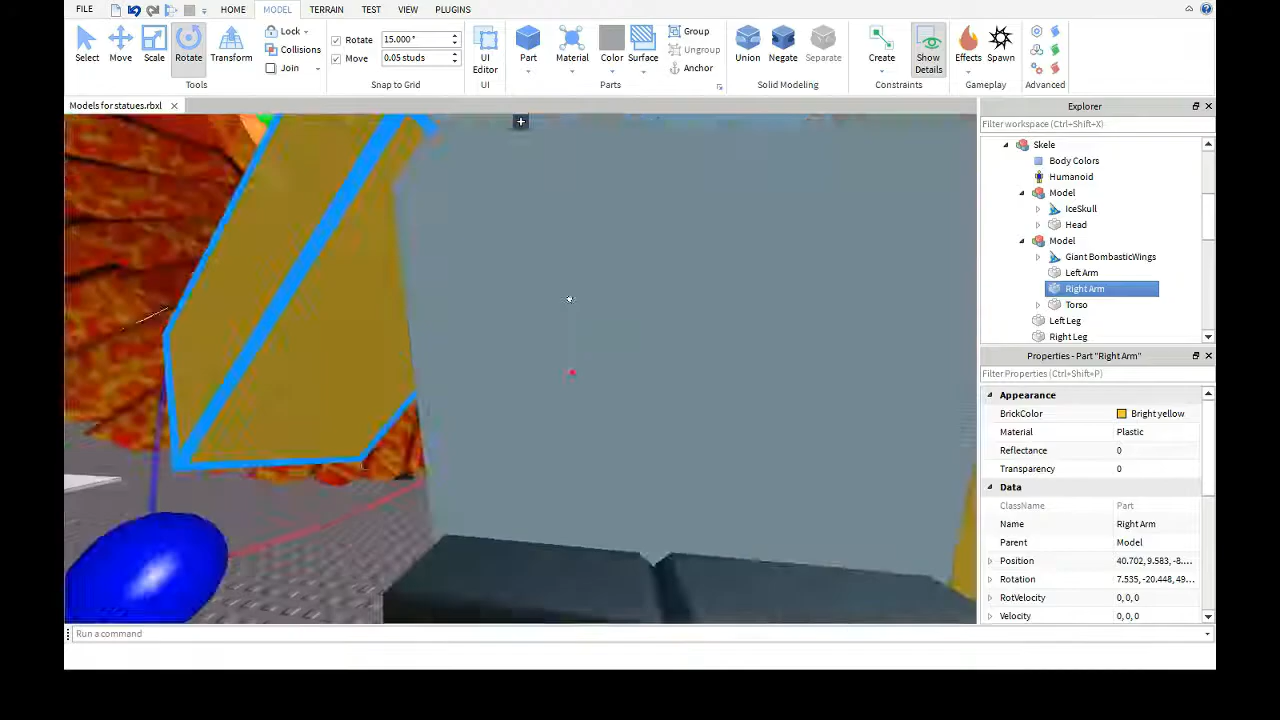 FILE HOME MODEL TERRAIN TEST VIEW PLUGINS
Select Move Scale Rotate Transform
Lock
Collisions
Join
Tools
Rotate 15.000°
Move 0.05 studs
Snap to Grid
UI
Editor
UI
Part Material Color Surface
Group
Ungroup
Anchor
Parts
Union Negate Separate
Solid Modeling
Create
Show
Details
Constraints
Effects Spawn
Gameplay
Advanced
Models for statues.rbxl
Explorer
Filter workspace (Ctrl+Shift+X)
Skele
Body Colors
Humanoid
Model
IceSkull
Head
Model
Giant BombasticWings
Left Arm
Right Arm
Torso
Left Leg
Right Leg
Properties - Part "Right Arm"
Filter Properties (Ctrl+Shift+P)
Appearance
BrickColor Bright yellow
Material Plastic
Reflectance 0
Transparency 0
Data
ClassName Part
Name Right Arm
Parent Model
Position 40.702, 9.583, -8....
Rotation 7.535, -20.448, 49...
RotVelocity 0, 0, 0
Velocity 0, 0, 0
Run a command